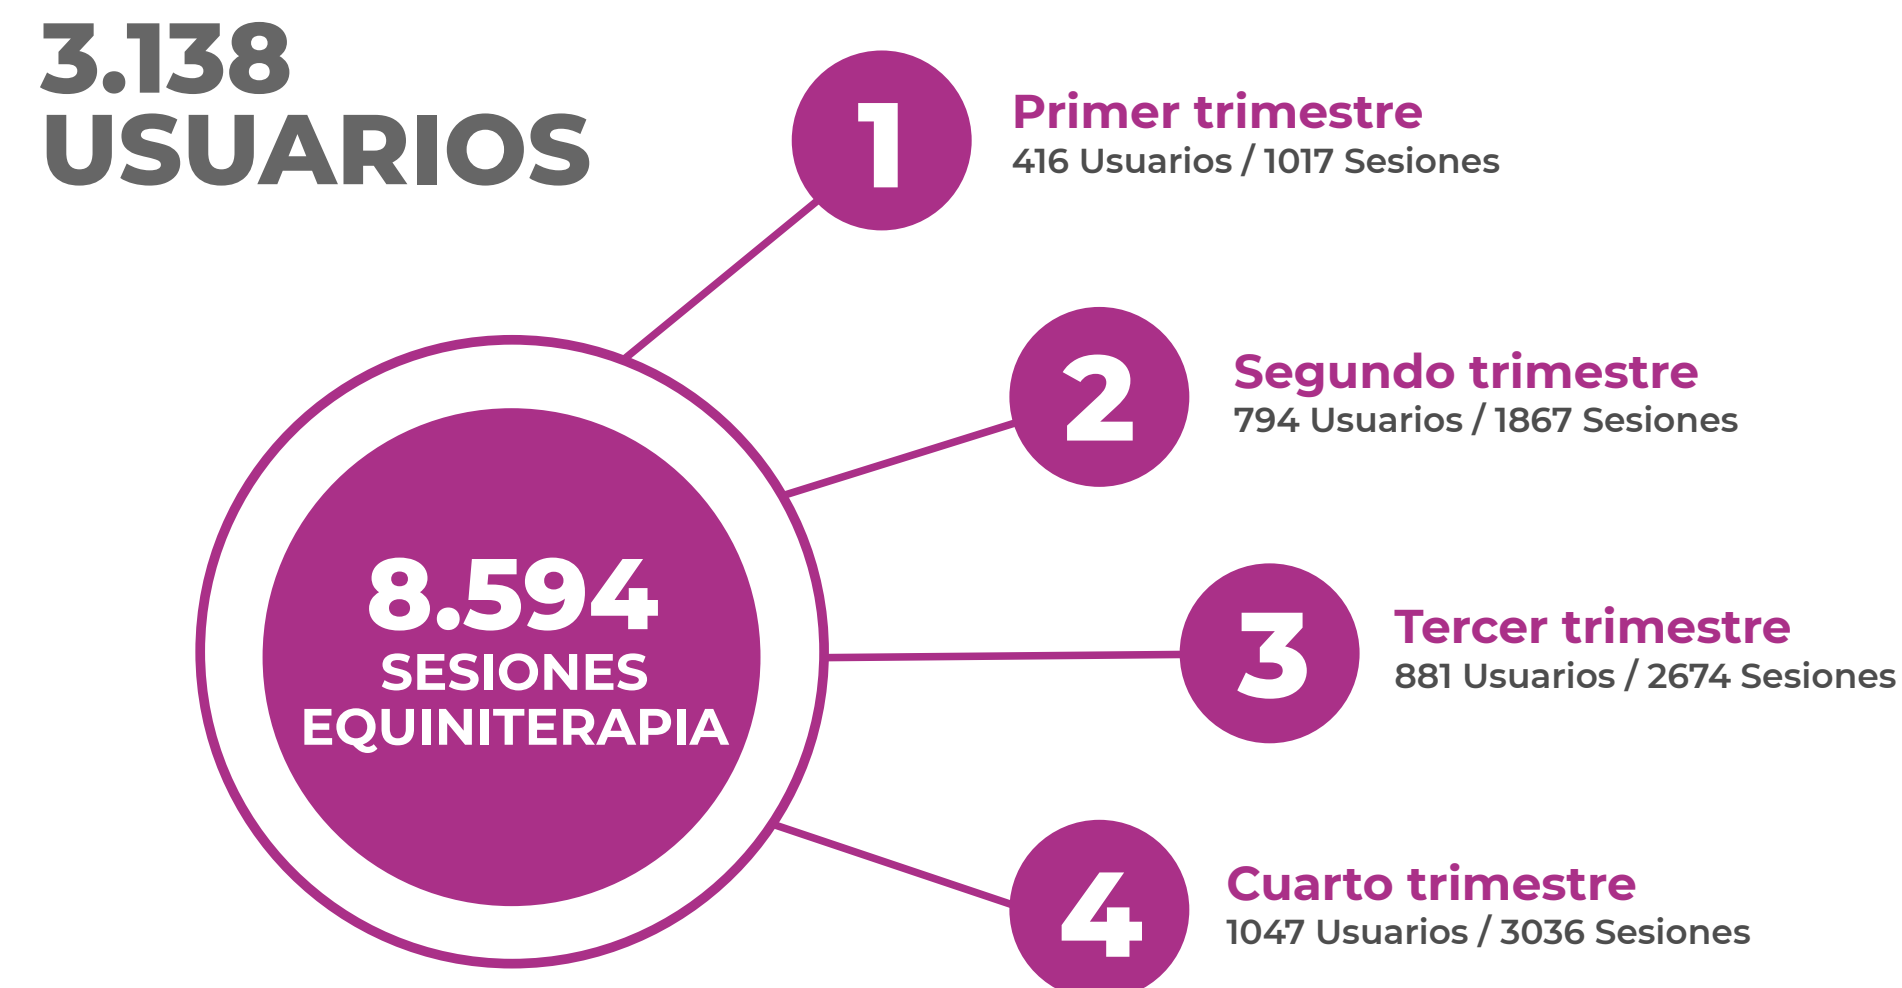 3.138
USUARIOS
1
Primer trimestre
416 Usuarios / 1017 Sesiones
2
Segundo trimestre
794 Usuarios / 1867 Sesiones
8.594
SESIONES
EQUINITERAPIA
3
Tercer trimestre
881 Usuarios / 2674 Sesiones
4
Cuarto trimestre
1047 Usuarios / 3036 Sesiones